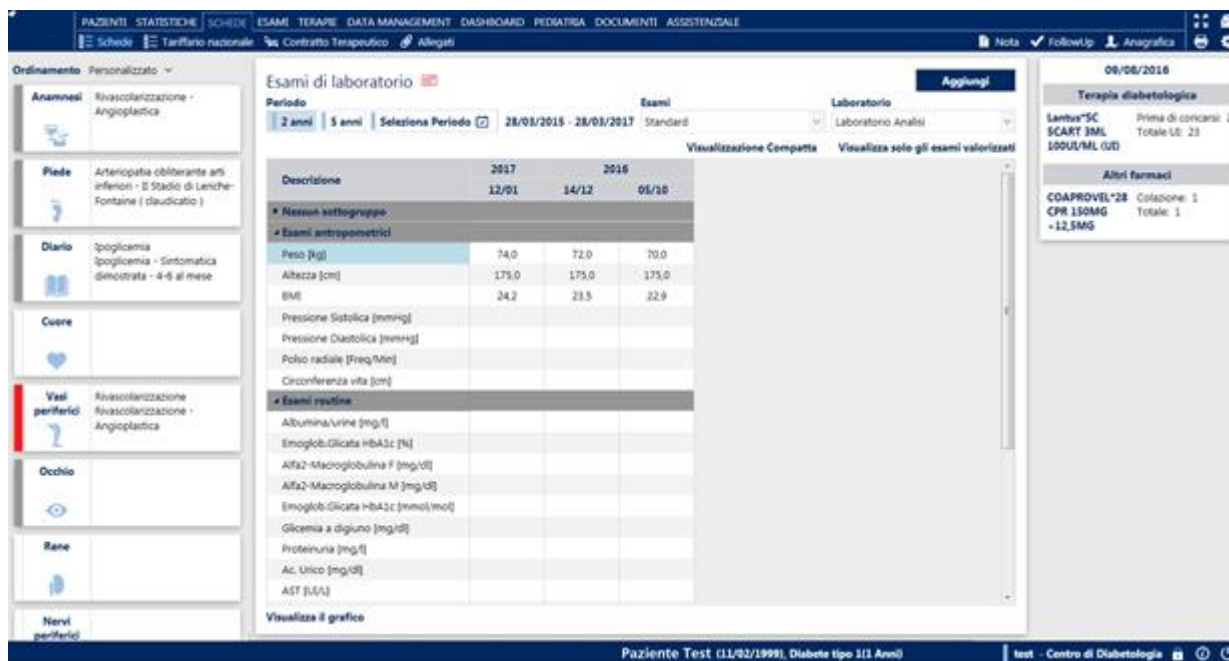 PAZIENTI STATISTICHE SCHEDE ESAMI TERAPIE DATA MANAGEMENT DASHBOARD PEDIATRIA DOCUMENTI ASSISTENZIALE
Schede Tariffario nazionale Contratto Terapeutico Allegati Nota FollowUp Anagrafica
Ordinamento Personalizzato
Anamnesi Rivascolarizzazione -
Angioplastica
Piede Arteriopatia obliterante arti
inferiori - II Stadio di Leriche-
Fontaine ( claudicatio )
Diario Ipoglicemia
Ipoglicemia - Sintomatica
dimostrata - 4-6 al mese
Cuore
Vasi
periferici
Rivascolarizzazione
Rivascolarizzazione -
Angioplastica
Occhio
Rene
Nervi
periferici
Esami di laboratorio
Aggiungi
Periodo Esami Laboratorio
2 anni 5 anni Seleziona Periodo 28/03/2015 - 28/03/2017 Standard Laboratorio Analisi
Visualizzazione Compatta Visualizza solo gli esami valorizzati
Descrizione 2017 2016
12/01 14/12 05/10
Nessun sottogruppo
Esami antropometrici
Peso [kg] 74,0 72,0 70,0
Altezza [cm] 175,0 175,0 175,0
BMI 24,2 23,5 22,9
Pressione Sistolica [mmHg]
Pressione Diastolica [mmHg]
Polso radiale [Freq/Min]
Circonferenza vita [cm]
Esami routine
Albumina/urine [mg/l]
Emoglob.Glicata HbA1c [%]
Alfa2-Macroglobulina F [mg/dl]
Alfa2-Macroglobulina M [mg/dl]
Emoglob.Glicata HbA1c [mmol/mol]
Glicemia a digiuno [mg/dl]
Proteinuria [mg/l]
Ac. Urico [mg/dl]
AST [UI/L]
Visualizza il grafico
09/08/2016
Terapia diabetologica
Lantus*5C
5CART 3ML
100UI/ML (UI)
Prima di coricarsi:
Totale UI: 23
Altri farmaci
COAPROVEL*28
CPR 150MG
+12,5MG
Colazione: 1
Totale: 1
Paziente Test (11/02/1999), Diabete tipo 1(1 Anni)
test - Centro di Diabetologia